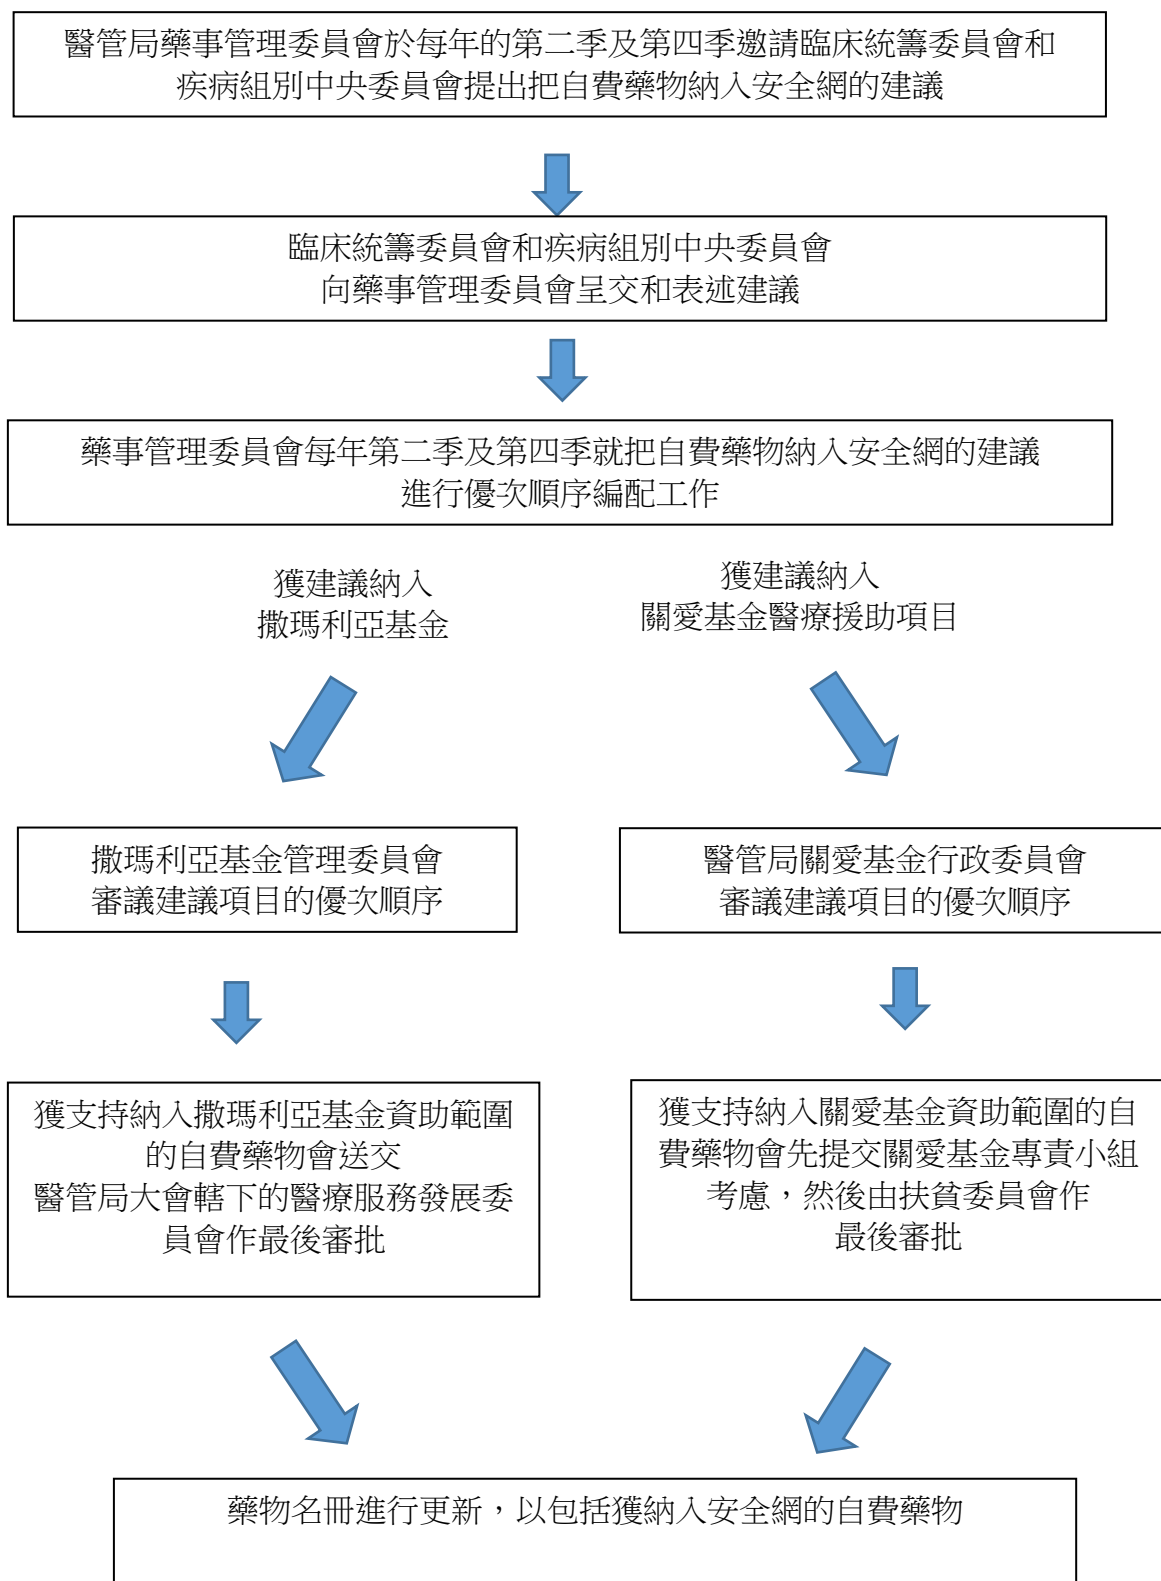 醫管局藥事管理委員會於每年的第二季及第四季邀請臨床統籌委員會和
疾病組別中央委員會提出把自費藥物納入安全網的建議
臨床統籌委員會和疾病組別中央委員會
向藥事管理委員會呈交和表述建議
藥事管理委員會每年第二季及第四季就把自費藥物納入安全網的建議
進行優次順序編配工作
獲建議納入
撒瑪利亞基金
獲建議納入
關愛基金醫療援助項目
撒瑪利亞基金管理委員會
審議建議項目的優次順序
醫管局關愛基金行政委員會
審議建議項目的優次順序
獲支持納入撒瑪利亞基金資助範圍
的自費藥物會送交
醫管局大會轄下的醫療服務發展委
員會作最後審批
獲支持納入關愛基金資助範圍的自
費藥物會先提交關愛基金專責小組
考慮，然後由扶貧委員會作
最後審批
藥物名冊進行更新，以包括獲納入安全網的自費藥物